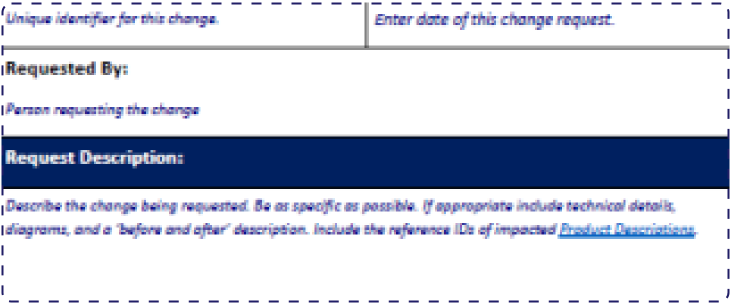 Unique identifier for this change.
Enter date of this change request.
Requested By:
Person requesting the change
Request Description:
Describe the change being requested. Be as specific as possible. If appropriate include technical details,
diagrams, and a "before and after" description. Include the reference IDs of impacted Product Descriptions.